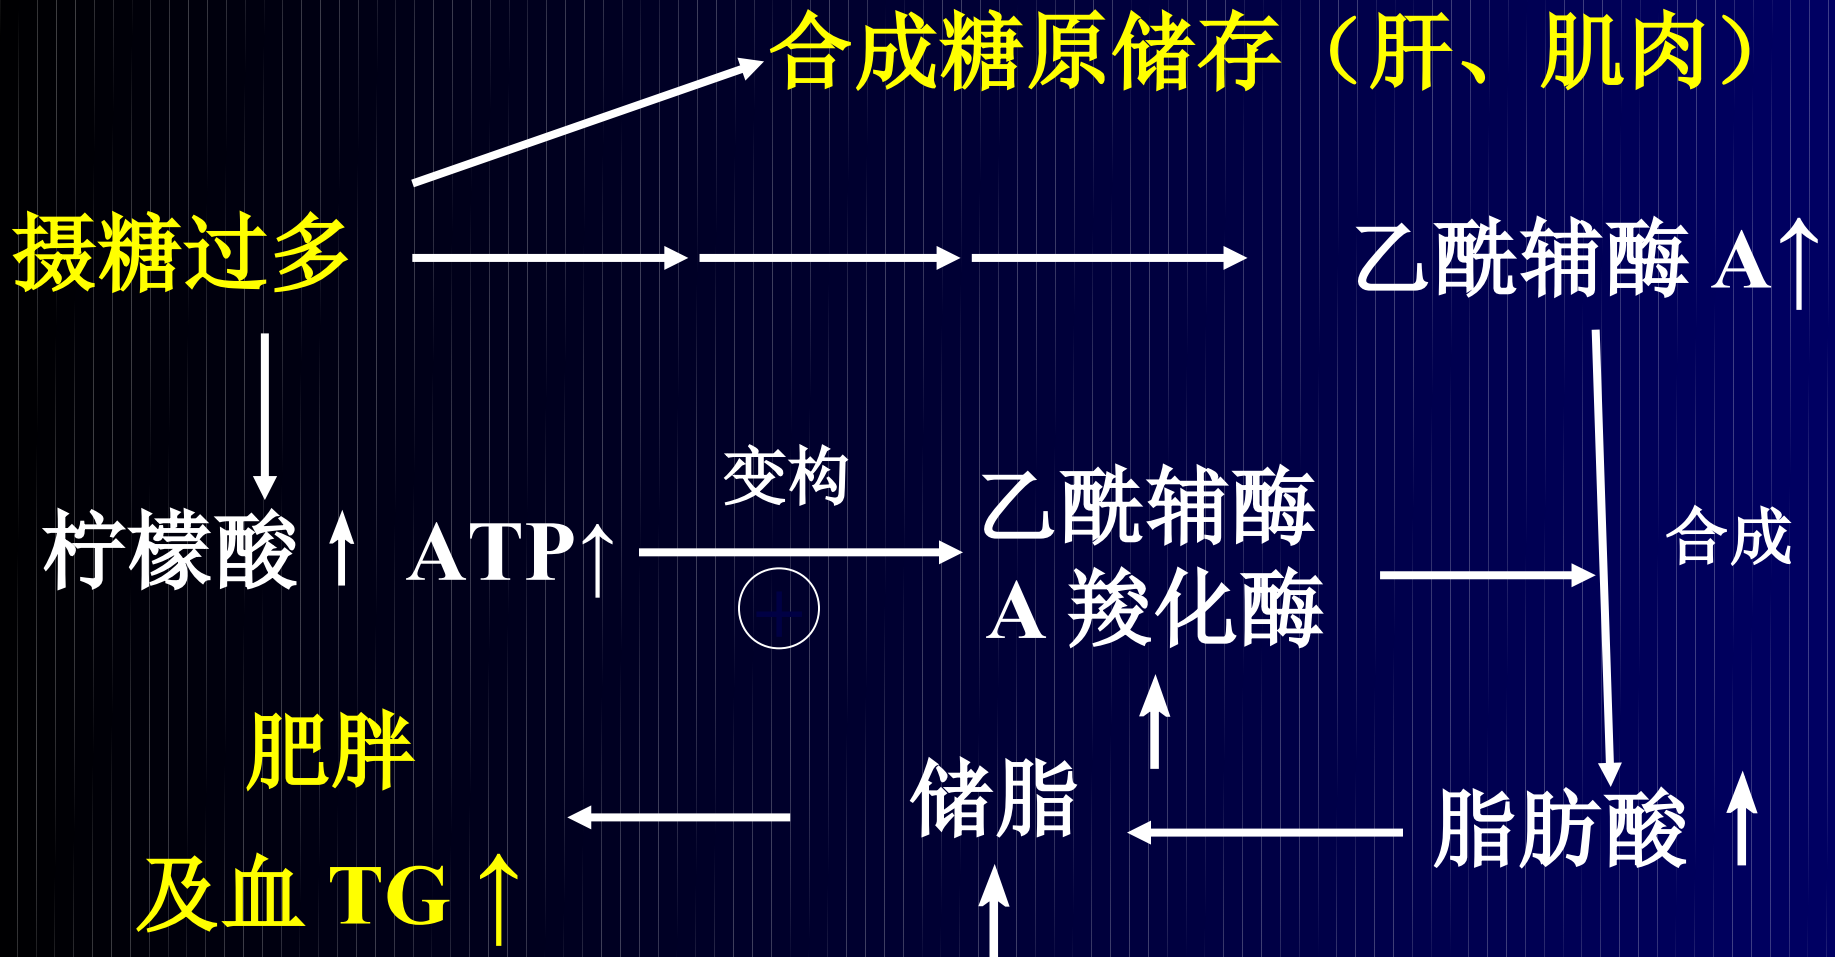 合成糖原储存（肝、肌肉）
摄糖过多
乙酰辅酶 A↑
变构
柠檬酸 ↑ ATP↑
+
乙酰辅酶
A 羧化酶
合成
肥胖
储脂
脂肪酸 ↑
及血 TG ↑